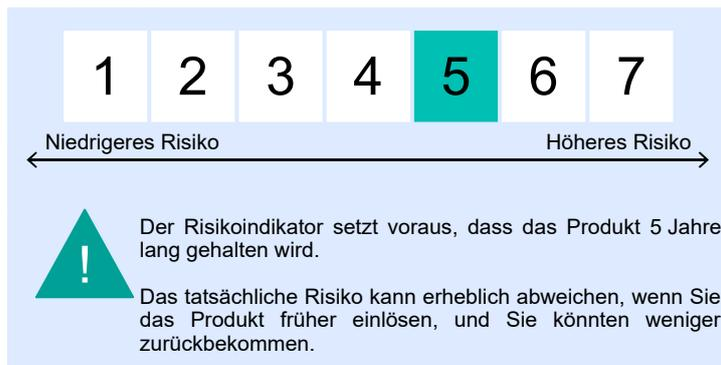 1 2 3 4 5 6 7
Niedrigeres Risiko Höheres Risiko
!
Der Risikoindikator setzt voraus, dass das Produkt 5 Jahre
lang gehalten wird.
Das tatsächliche Risiko kann erheblich abweichen, wenn Sie
das Produkt früher einlösen, und Sie könnten weniger
zurückbekommen.